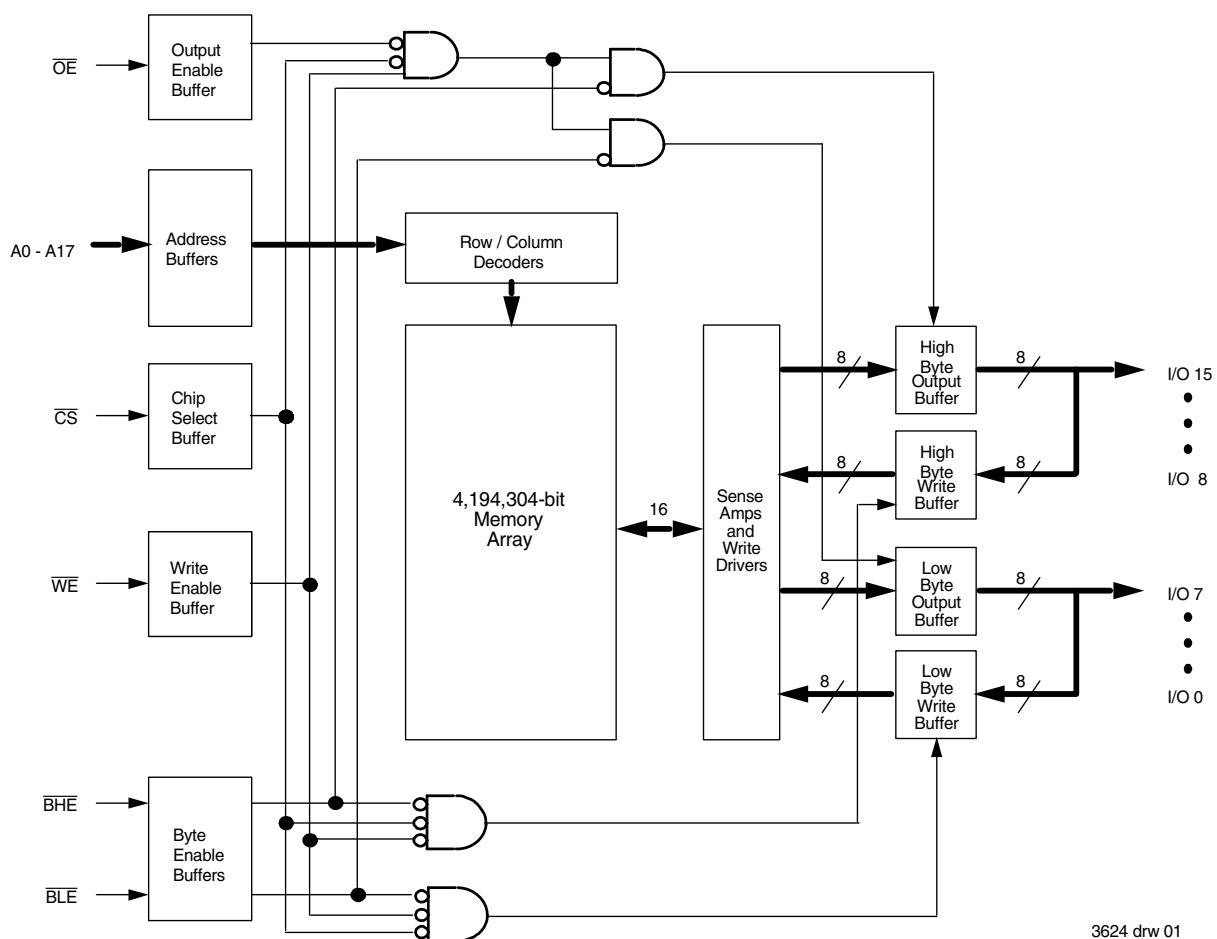 OE
Output
Enable
Buffer
A0 - A17
Address
Buffers
Row / Column
Decoders
CS
Chip
Select
Buffer
WE
Write
Enable
Buffer
4,194,304-bit
Memory
Array
16
Sense
Amps
and
Write
Drivers
8
High
Byte
Output
Buffer
8
I/O 15
8
High
Byte
Write
Buffer
8
I/O 8
8
Low
Byte
Output
Buffer
8
I/O 7
8
Low
Byte
Write
Buffer
8
I/O 0
BHE
Byte
Enable
Buffers
BLE
3624 drw 01